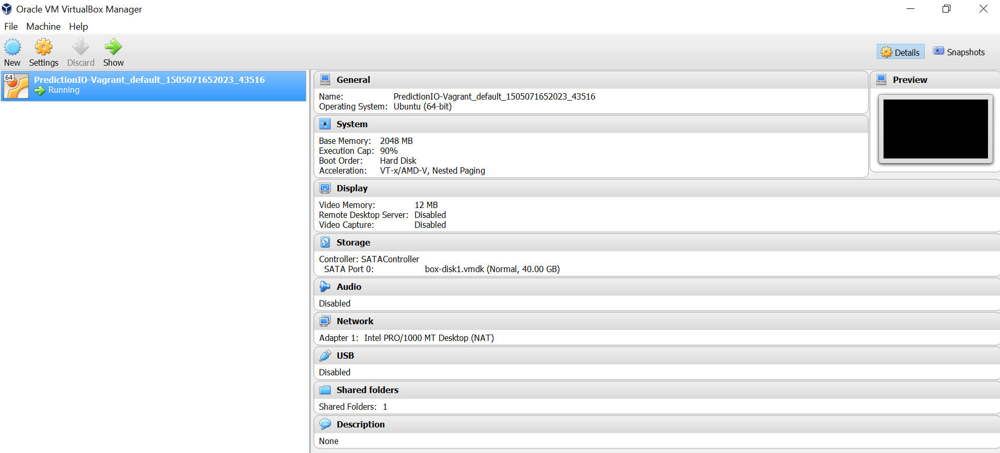 Oracle VM VirtualBox Manager
File Machine Help
New Settings Discard Show
Details Snapshots
64
PredictionIO-Vagrant_default_1505071652023_43516
Running
General
Name: PredictionIO-Vagrant_default_1505071652023_43516
Operating System: Ubuntu (64-bit)
Preview
System
Base Memory: 2048 MB
Execution Cap: 90%
Boot Order: Hard Disk
Acceleration: VT-x/AMD-V, Nested Paging
Display
Video Memory: 12 MB
Remote Desktop Server: Disabled
Video Capture: Disabled
Storage
Controller: SATAController
SATA Port 0: box-disk1.vmdk (Normal, 40.00 GB)
Audio
Disabled
Network
Adapter 1: Intel PRO/1000 MT Desktop (NAT)
USB
Disabled
Shared folders
Shared Folders: 1
Description
None